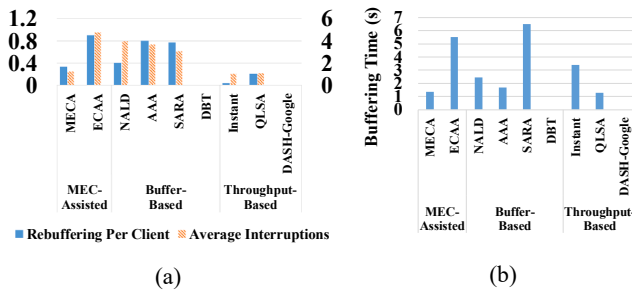 1.2
0.8
0.4
0
6
4
2
0
MECA
ECAA
NALD
AAA
SARA
DBT
Instant
QLSA
DASH-Google
MEC-
Assisted
Buffer-
Based
Throughput-
Based
Rebuffering Per Client
Average Interruptions
(a)
Buffering Time (s)
7
6
5
4
3
2
1
0
MECA
ECAA
NALD
AAA
SARA
DBT
Instant
QLSA
DASH-Google
MEC-
Assisted
Buffer-
Based
Throughput-
Based
(b)